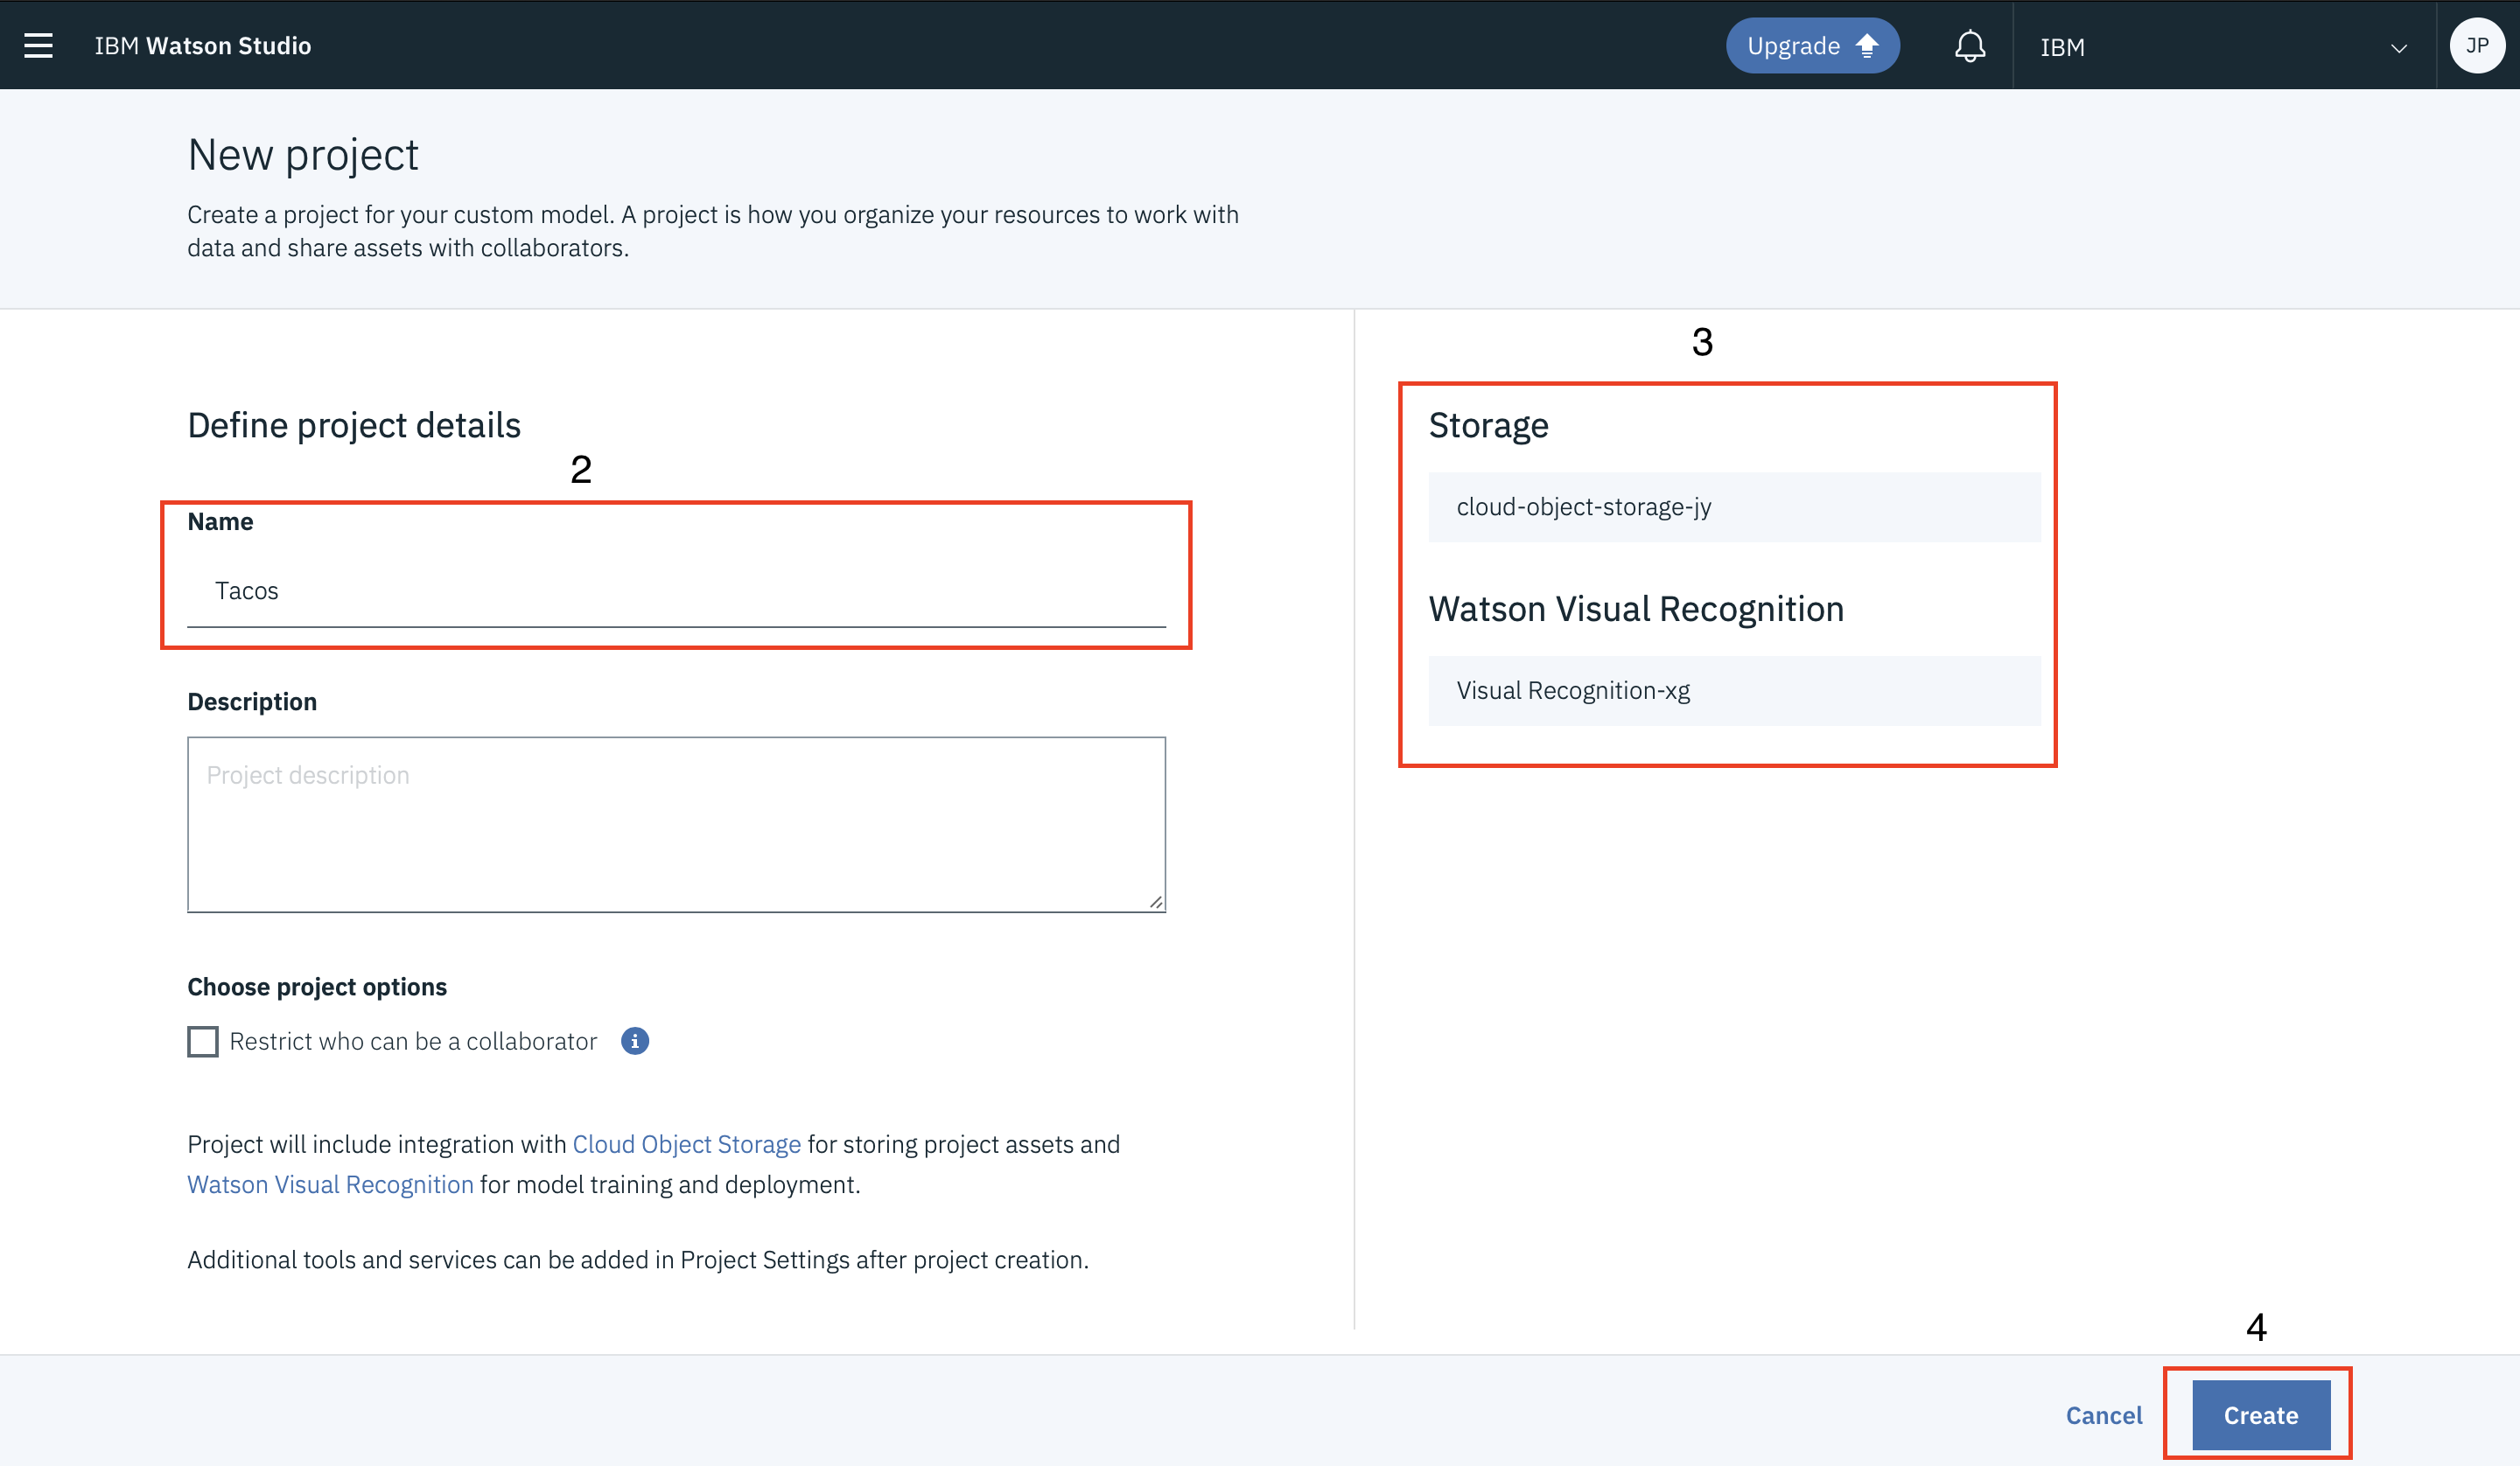 IBM Watson Studio
Upgrade
IBM
JP
New project
Create a project for your custom model. A project is how you organize your resources to work with
data and share assets with collaborators.
Define project details
2
Name
Tacos
Description
Project description
Choose project options
Restrict who can be a collaborator
Project will include integration with Cloud Object Storage for storing project assets and
Watson Visual Recognition for model training and deployment.
Additional tools and services can be added in Project Settings after project creation.
3
Storage
cloud-object-storage-jy
Watson Visual Recognition
Visual Recognition-xg
4
Cancel
Create